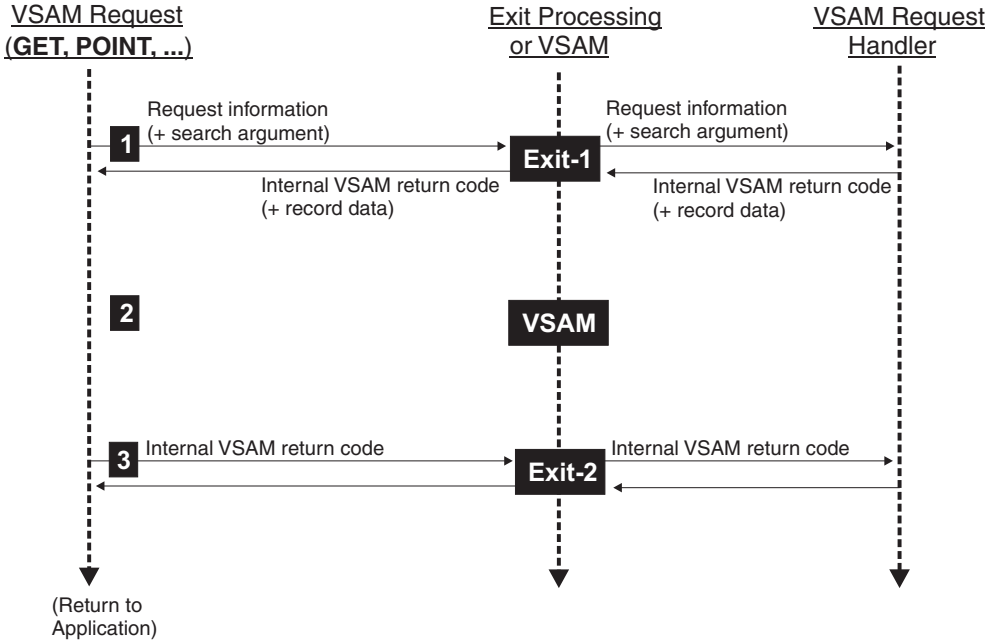 VSAM Request
(GET, POINT, ...)
Exit Processing
or VSAM
VSAM Request
Handler
1
Request information
(+ search argument)
Exit-1
Request information
(+ search argument)
Internal VSAM return code
(+ record data)
Internal VSAM return code
(+ record data)
2
VSAM
3
Internal VSAM return code
Exit-2
Internal VSAM return code
(Return to
Application)